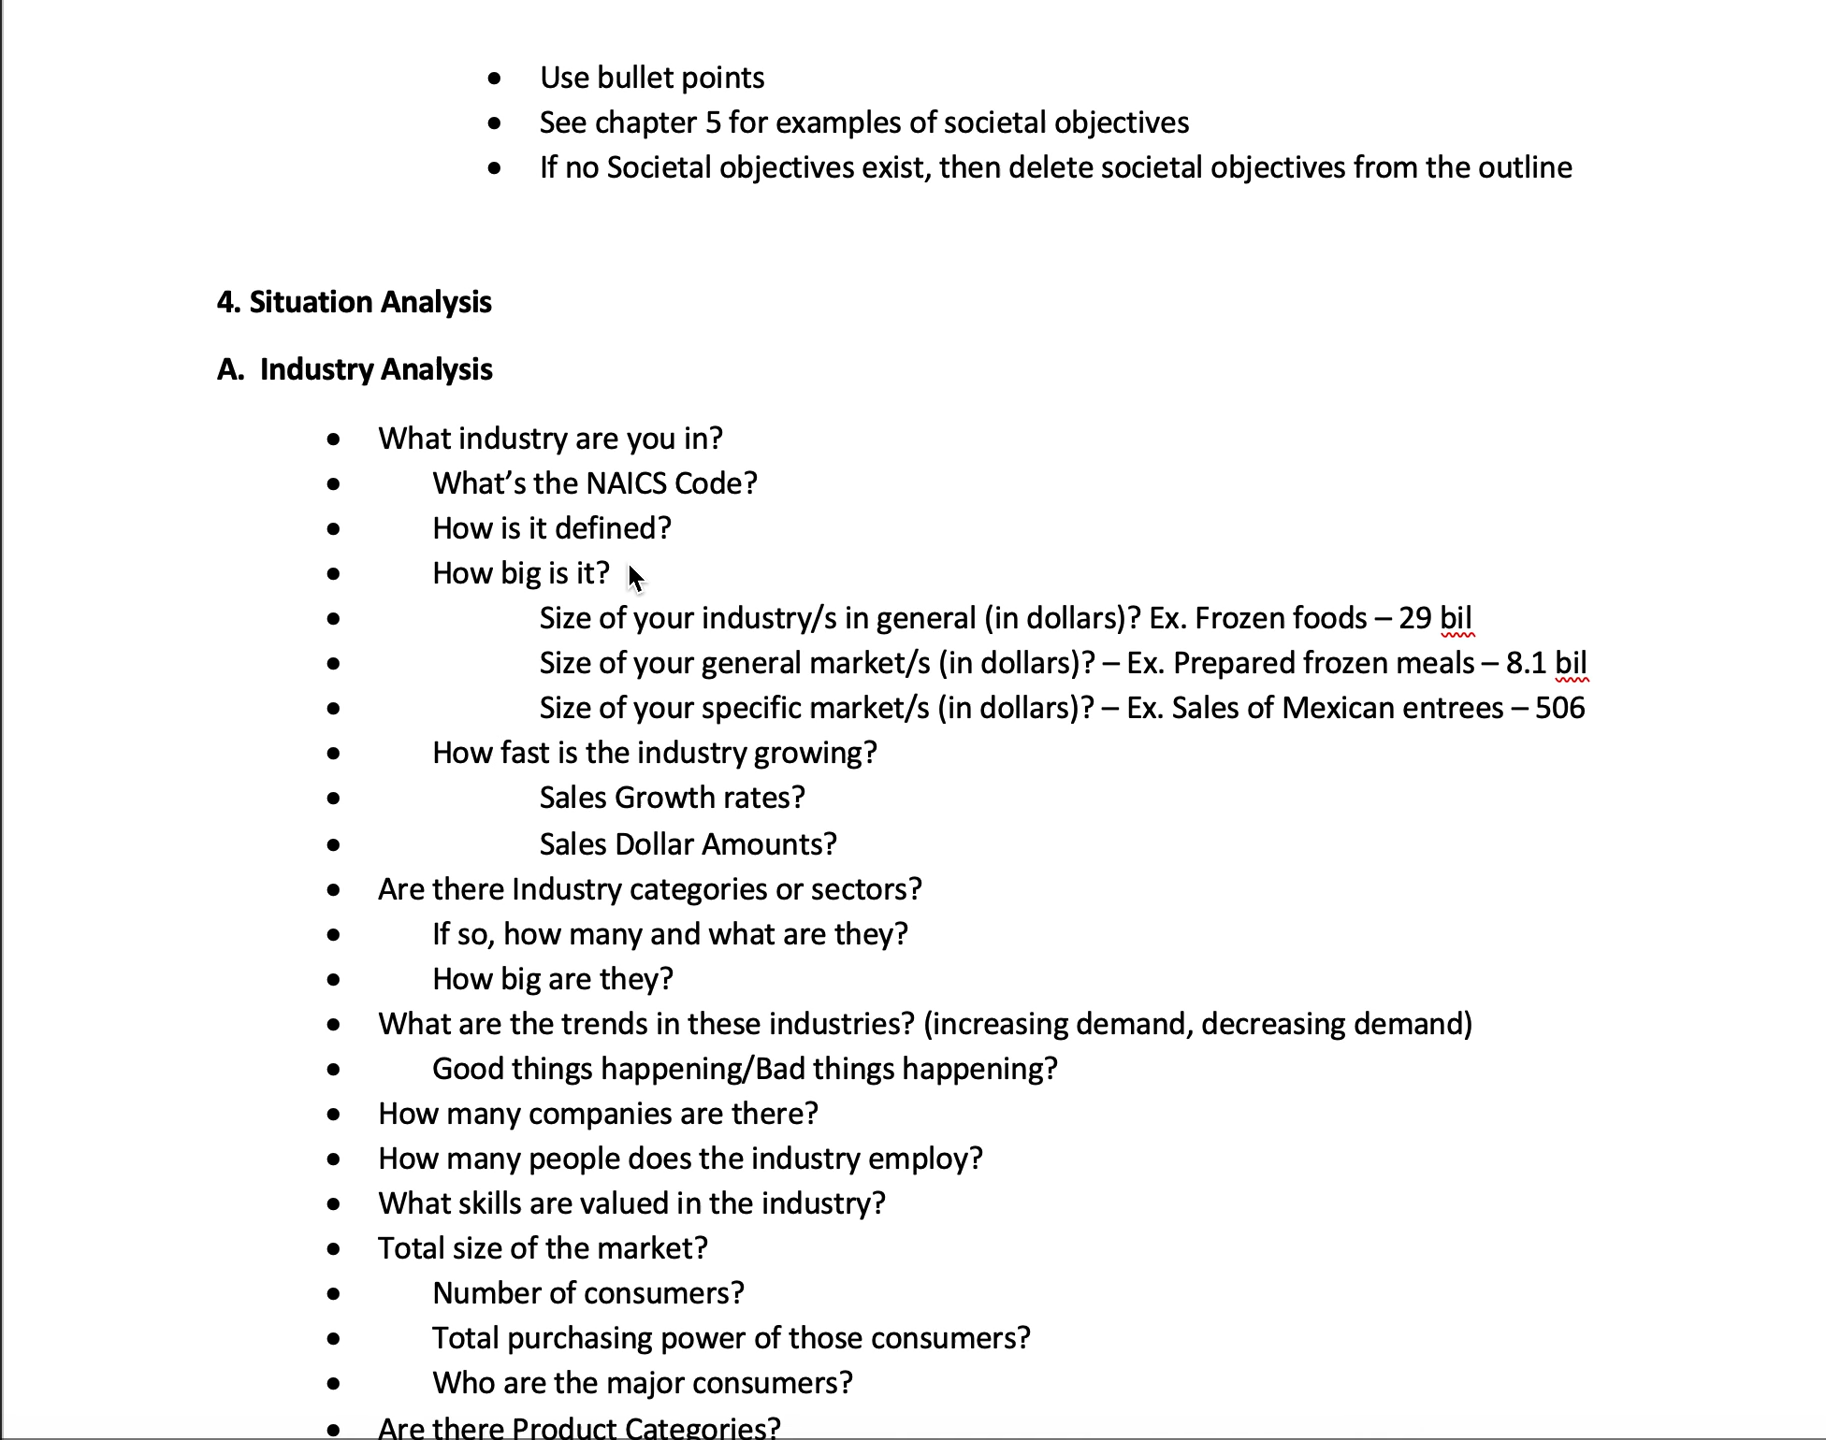 • Use bullet points
• See chapter 5 for examples of societal objectives
• If no Societal objectives exist, then delete societal objectives from the outline
4. Situation Analysis
A. Industry Analysis
• What industry are you in?
• What’s the NAICS Code?
• How is it defined?
• How big is it?
• Size of your industry/s in general (in dollars)? Ex. Frozen foods – 29 bil
• Size of your general market/s (in dollars)? – Ex. Prepared frozen meals – 8.1 bil
• Size of your specific market/s (in dollars)? – Ex. Sales of Mexican entrees – 506
• How fast is the industry growing?
• Sales Growth rates?
• Sales Dollar Amounts?
• Are there Industry categories or sectors?
• If so, how many and what are they?
• How big are they?
• What are the trends in these industries? (increasing demand, decreasing demand)
• Good things happening/Bad things happening?
• How many companies are there?
• How many people does the industry employ?
• What skills are valued in the industry?
• Total size of the market?
• Number of consumers?
• Total purchasing power of those consumers?
• Who are the major consumers?
• Are there Product Categories?